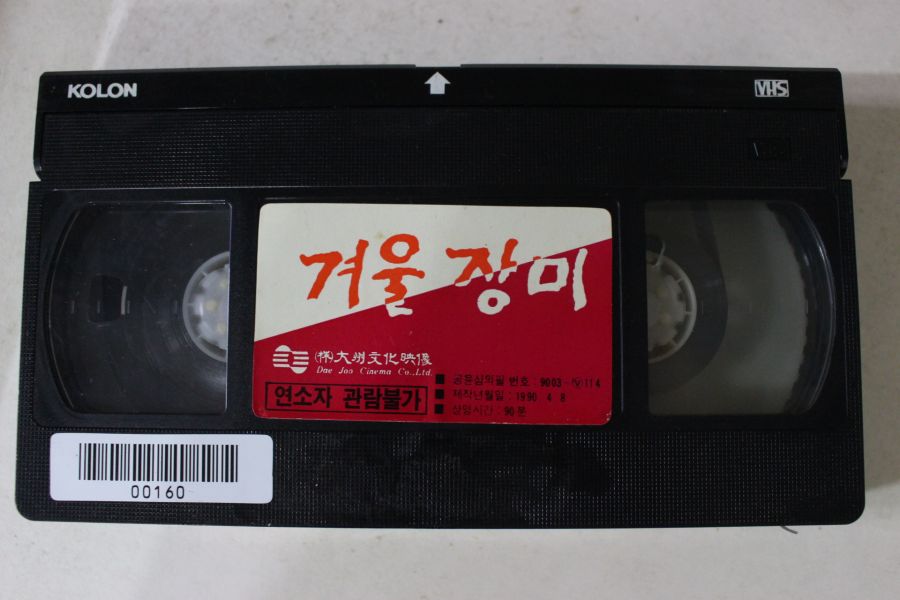 KOLON
VHS
겨울 장미
(株)大州文化映像
Dae Joo Cinema Co.,Ltd.
연소자 관람불가
■ 공윤심의필 번호 : 9003-Ⓥ114
■ 제작년월일 : 1990 4 8
■ 상영시간 : 90분
00160